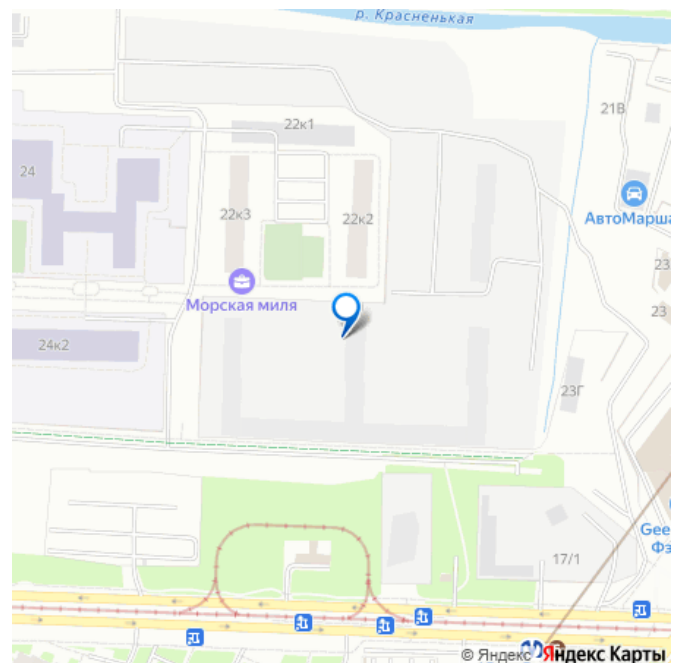 р. Красненькая
21В
22к1
24
АвтоМарша
22к3
22к2
23
Морская миля
23
24к2
23Г
Gee
Фэ
17/1
© Яндекс Яндекс Карты